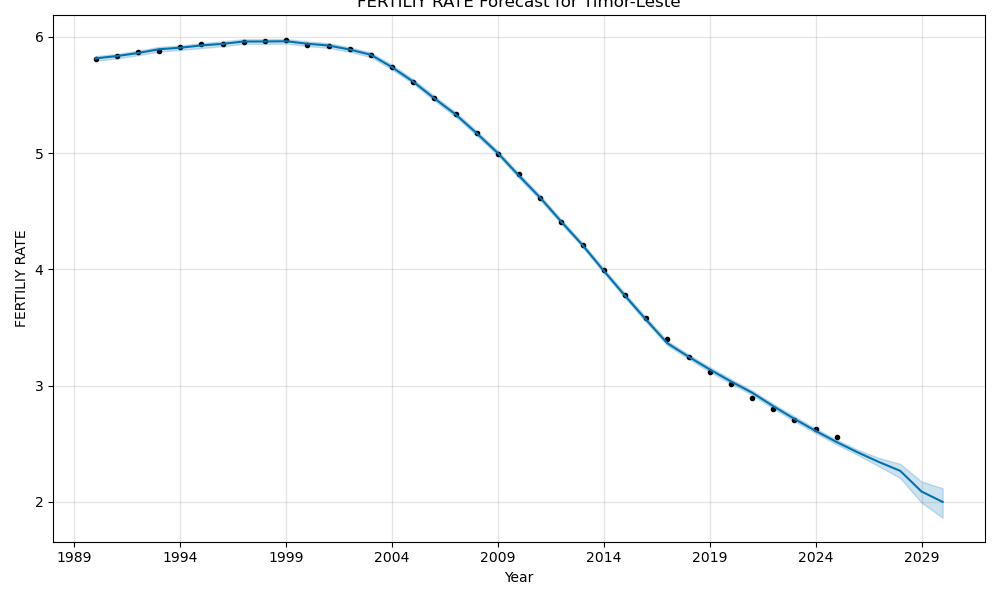 FERTILIY RATE Forecast for Timor-Leste
6
5
4
3
2
FERTILIY RATE
1989 1994 1999 2004 2009 2014 2019 2024 2029
Year